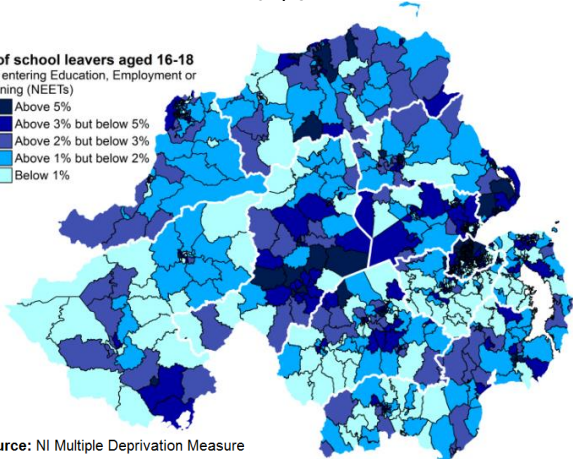 of school leavers aged 16-18
entering Education, Employment or
ning (NEETs)
Above 5%
Above 3% but below 5%
Above 2% but below 3%
Above 1% but below 2%
Below 1%
urce: NI Multiple Deprivation Measure